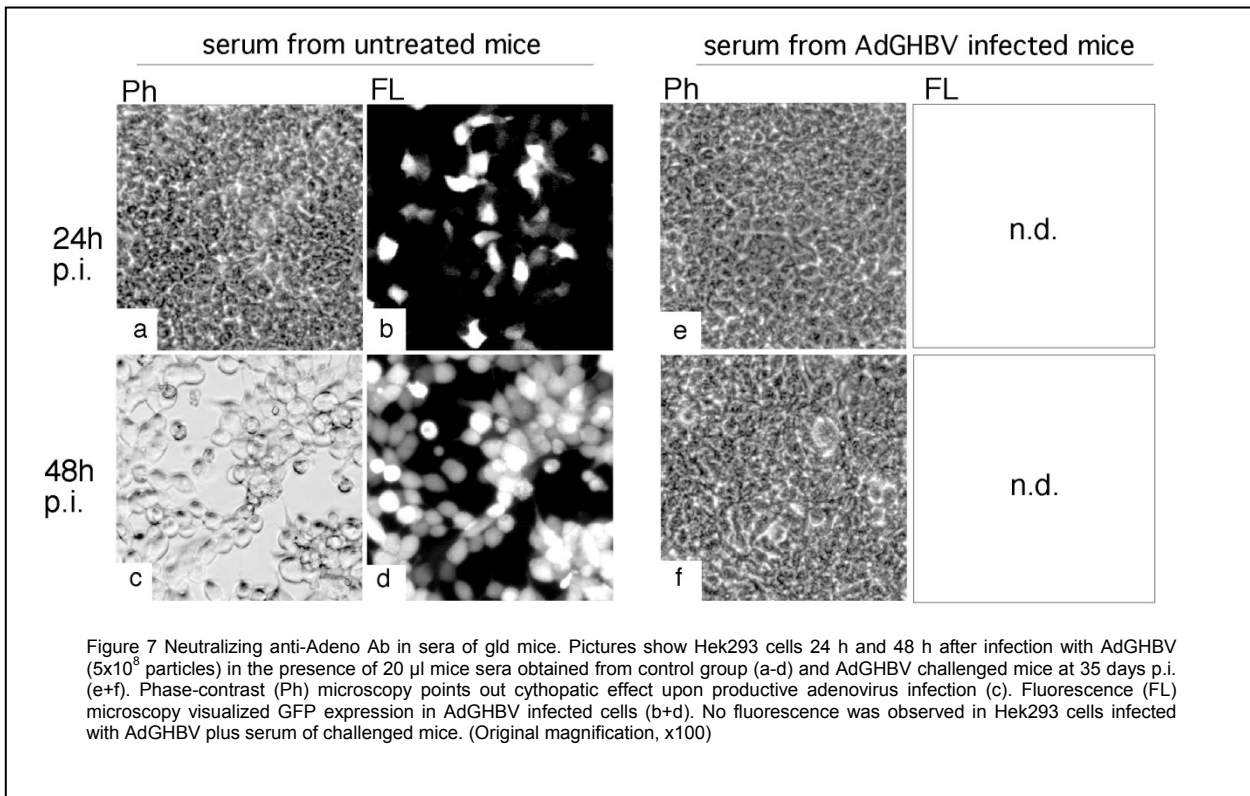 serum from untreated mice
serum from AdGHBV infected mice
Ph FL Ph FL
24h
p.i.
a b e n.d.
48h
p.i.
c d f n.d.
Figure 7 Neutralizing anti-Adeno Ab in sera of gld mice. Pictures show Hek293 cells 24 h and 48 h after infection with AdGHBV
(5x10⁸ particles) in the presence of 20 µl mice sera obtained from control group (a-d) and AdGHBV challenged mice at 35 days p.i.
(e+f). Phase-contrast (Ph) microscopy points out cythopatic effect upon productive adenovirus infection (c). Fluorescence (FL)
microscopy visualized GFP expression in AdGHBV infected cells (b+d). No fluorescence was observed in Hek293 cells infected
with AdGHBV plus serum of challenged mice. (Original magnification, x100)